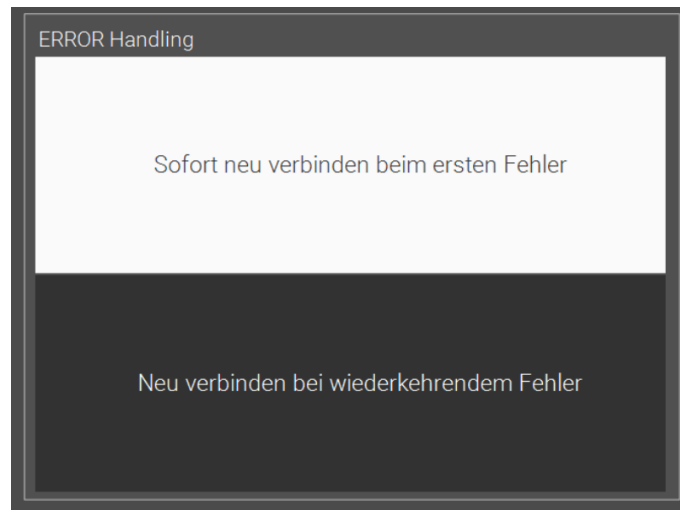 ERROR Handling
Sofort neu verbinden beim ersten Fehler
Neu verbinden bei wiederkehrendem Fehler